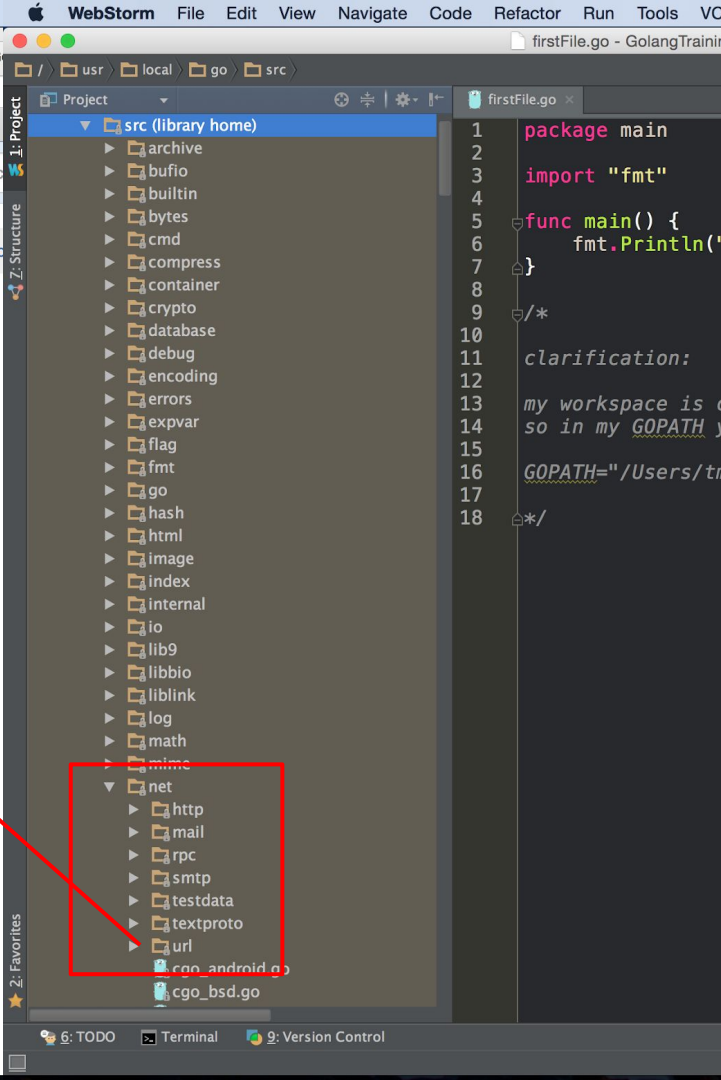 WebStorm File Edit View Navigate Code Refactor Run Tools VC
firstFile.go - GolangTrainin
/ usr local go src
Project
firstFile.go ×
1: Project
7: Structure
2: Favorites
src (library home)
archive
bufio
builtin
bytes
cmd
compress
container
crypto
database
debug
encoding
errors
expvar
flag
fmt
go
hash
html
image
index
internal
io
lib9
libbio
liblink
log
math
mime
net
http
mail
rpc
smtp
testdata
textproto
url
cgo_android.go
cgo_bsd.go
1 package main
2
3 import "fmt"
4
5 func main() {
6 fmt.Println("
7 }
8
9 /*
10
11 clarification:
12
13 my workspace is
14 so in my GOPATH
15
16 GOPATH="/Users/tm
17
18 */
6: TODO Terminal 9: Version Control